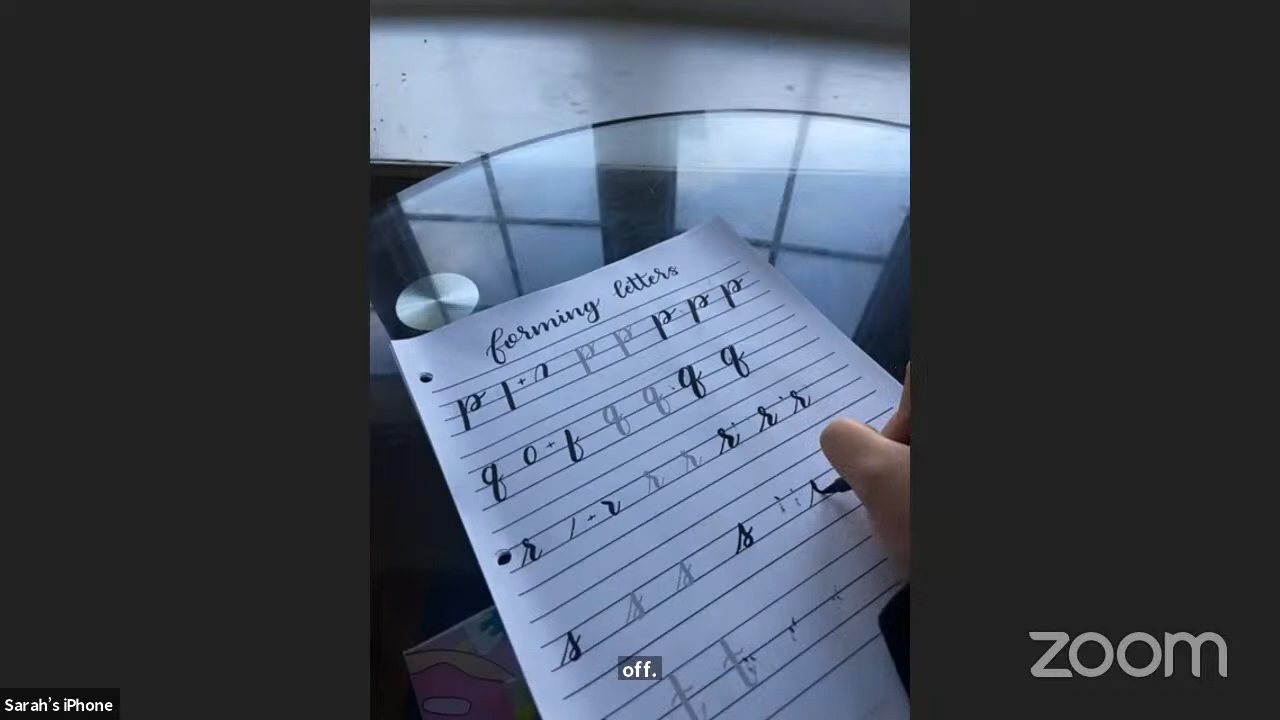 forming letters
p l + n p p p p p
q o + f q q q q
r / + r r r r r r
s s s s
t t
off.
zoom
Sarah's iPhone